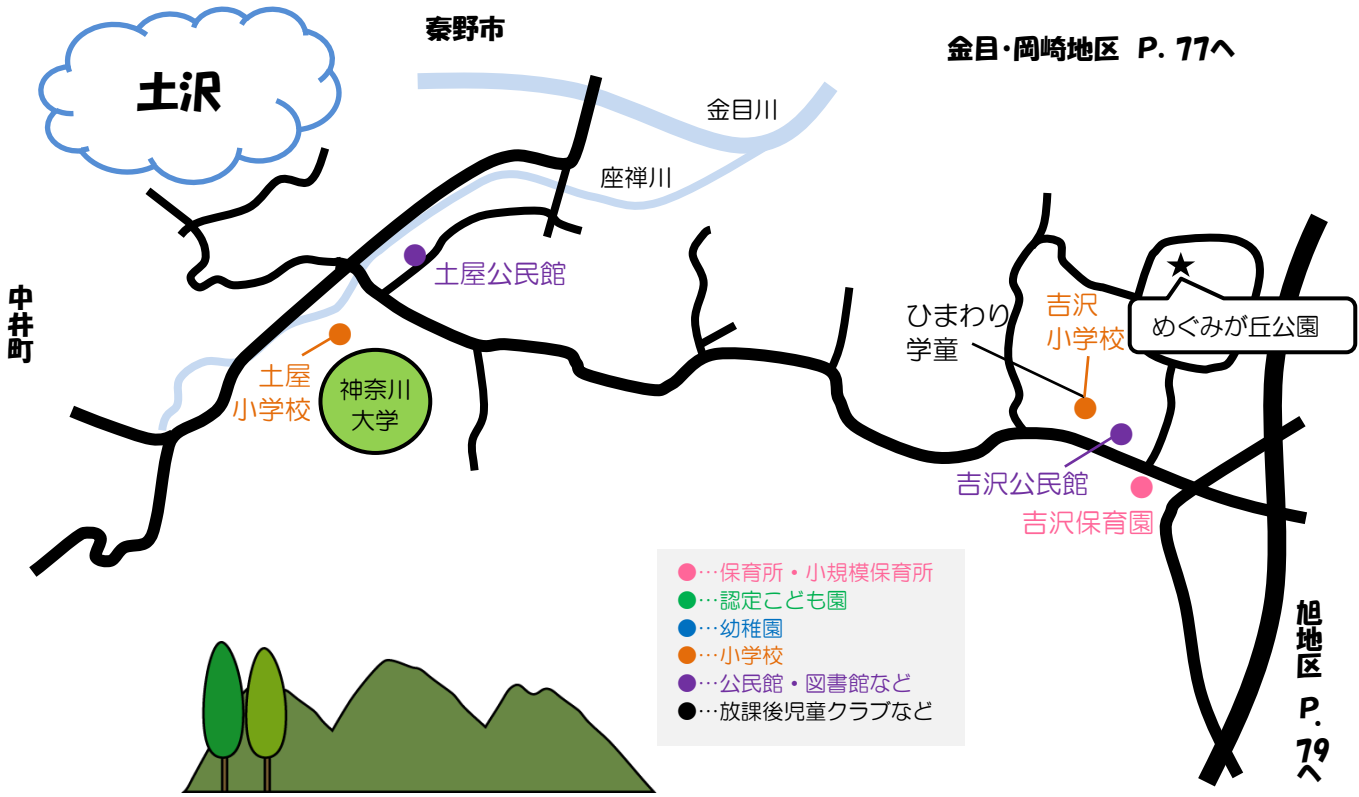 秦野市
金目・岡崎地区 P. 77へ
土沢
金目川
座禅川
土屋公民館
中井町
土屋
小学校
神奈川
大学
ひまわり
学童
吉沢
小学校
めぐみが丘公園
吉沢公民館
吉沢保育園
●…保育所・小規模保育所
●…認定こども園
●…幼稚園
●…小学校
●…公民館・図書館など
●…放課後児童クラブなど
旭地区 P. 79へ